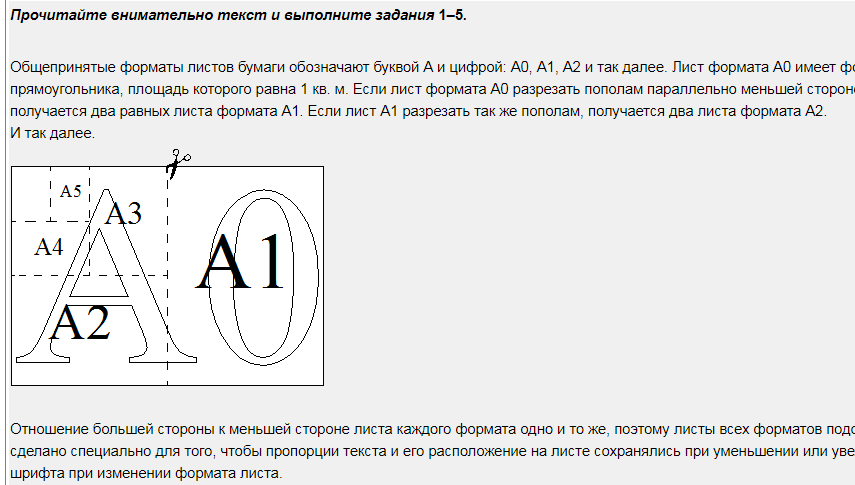 Прочитайте внимательно текст и выполните задания 1–5.
Общепринятые форматы листов бумаги обозначают буквой А и цифрой: А0, А1, А2 и так далее. Лист формата А0 имеет
прямоугольника, площадь которого равна 1 кв. м. Если лист формата А0 разрезать пополам параллельно меньшей
получается два равных листа формата А1. Если лист А1 разрезать так же пополам, получается два листа формата А2.
И так далее.
А5
А3
А4
А1
А2
А0
Отношение большей стороны к меньшей стороне листа каждого формата одно и то же, поэтому листы всех форматов
сделано специально для того, чтобы пропорции текста и его расположение на листе сохранялись при уменьшении или
шрифта при изменении формата листа.